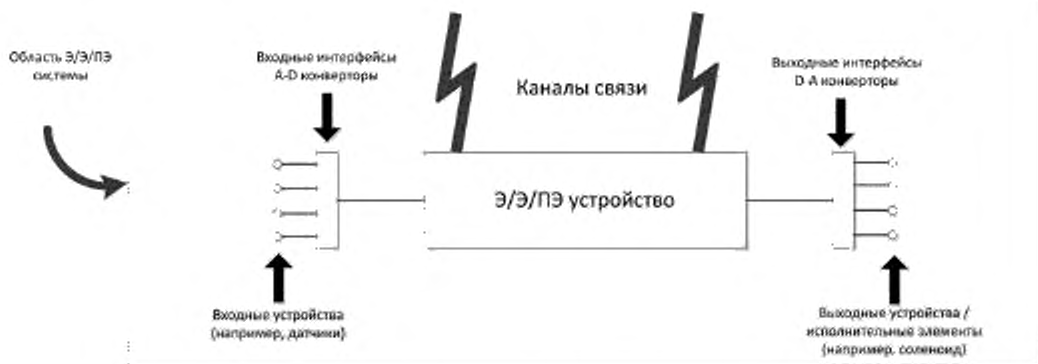 Область Э/Э/ПЭ
системы
Входные интерфейсы
A-D конверторы
Каналы связи
Выходные интерфейсы
D-A конверторы
Э/Э/ПЭ устройство
Входные устройства
(например, датчики)
Выходные устройства /
исполнительные элементы
(например, соленоид)